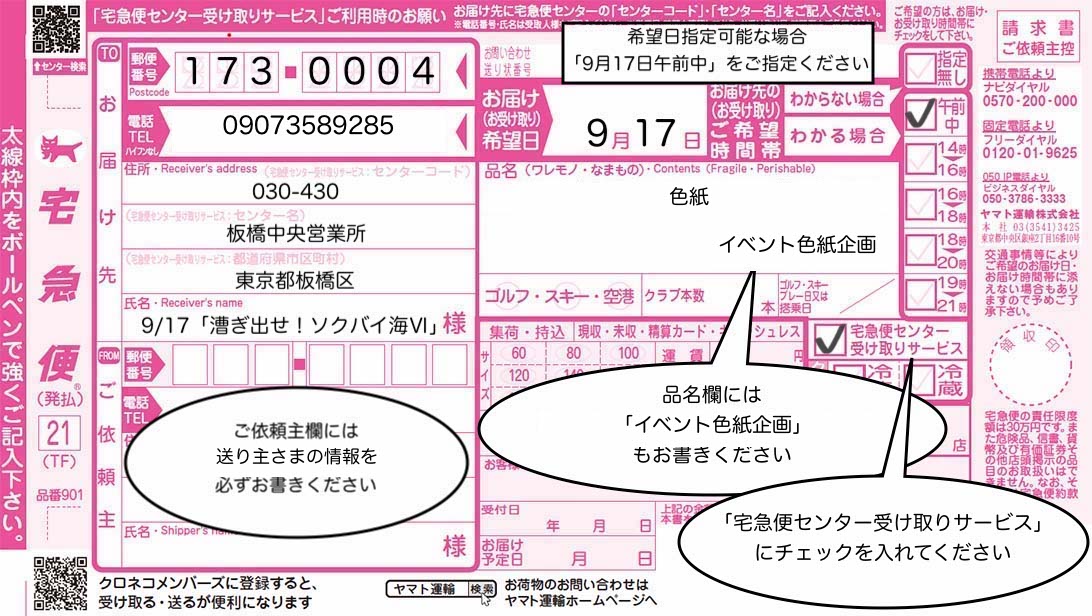 「宅急便センター受け取りサービス」ご利用時のお願い
お届け先に宅急便センターの「センターコード」・「センター名」をご記入ください。
※電話番号・氏名は受取人様
ご希望の方は、お届け・
お受け取り時間帯に
チェックをして下さい。
請求書
ご依頼主控
⬆センター検索
太線枠内をボールペンで強くご記入下さい。
宅急便
(発払)
21
(TF)
品番901
TO
お届け先
郵便番号
Postcode
173-0004
電話
TEL
ハイフンなし
09073589285
住所・Receiver's address (宅急便センター受け取りサービス:センターコード)
030-430
(宅急便センター受け取りサービス:センター名)
板橋中央営業所
(宅急便センター受け取りサービス:都道府県市区町村)
東京都板橋区
氏名・Receiver's name
9/17「漕ぎ出せ！ソクバイ海Ⅵ」様
FROM
ご依頼主
郵便番号
電話
TEL
ご依頼主欄には
送り主さまの情報を
必ずお書きください
氏名・Shipper's name
様
お問い合わせ
送り状番号
希望日指定可能な場合
「9月17日午前中」をご指定ください
お届け
(お受け取り)
希望日
9月17日
お届け先の
(お受け取り)
ご希望
時間帯
わからない場合
わかる場合
指定無し
午前中
14時
16時
16時
18時
18時
20時
19時
21時
品名(ワレモノ・なまもの)・Contents (Fragile・Perishable)
色紙
イベント色紙企画
ゴルフ・スキー・空港
クラブ本数
本
ゴルフ・スキー
プレー日又は
搭乗日
集荷・持込
現収・未収・精算カード・キ
シュレス
60 80 100
120 140
運賃
円
宅急便センター
受け取りサービス
冷蔵
品名欄には
「イベント色紙企画」
もお書きください
店
お客様
受付日
年 月 日
お届け
予定日
月 日
「宅急便センター受け取りサービス」
にチェックを入れてください
携帯電話より
ナビダイヤル
0570-200-000
固定電話より
フリーダイヤル
0120-01-9625
050 IP電話より
ビジネスダイヤル
050-3786-3333
ヤマト運輸株式会社
本社 03(3541)3425
東京都中央区銀座2丁目16番10号
交通事情等により
ご希望のお届け日・
お届け時間帯に添
えない場合もあり
ますので予めご了
承下さい。
領収印
宅急便の責任限度
額は30万円です。ま
た危険品、信書、貨
幣及び有価証券そ
の他店頭掲示の品
目のお取扱いはで
きません。なお、そ
宅急便約款
クロネコメンバーズに登録すると、
受け取る・送るが便利になります
ヤマト運輸 検索
お荷物のお問い合わせは
ヤマト運輸ホームページへ